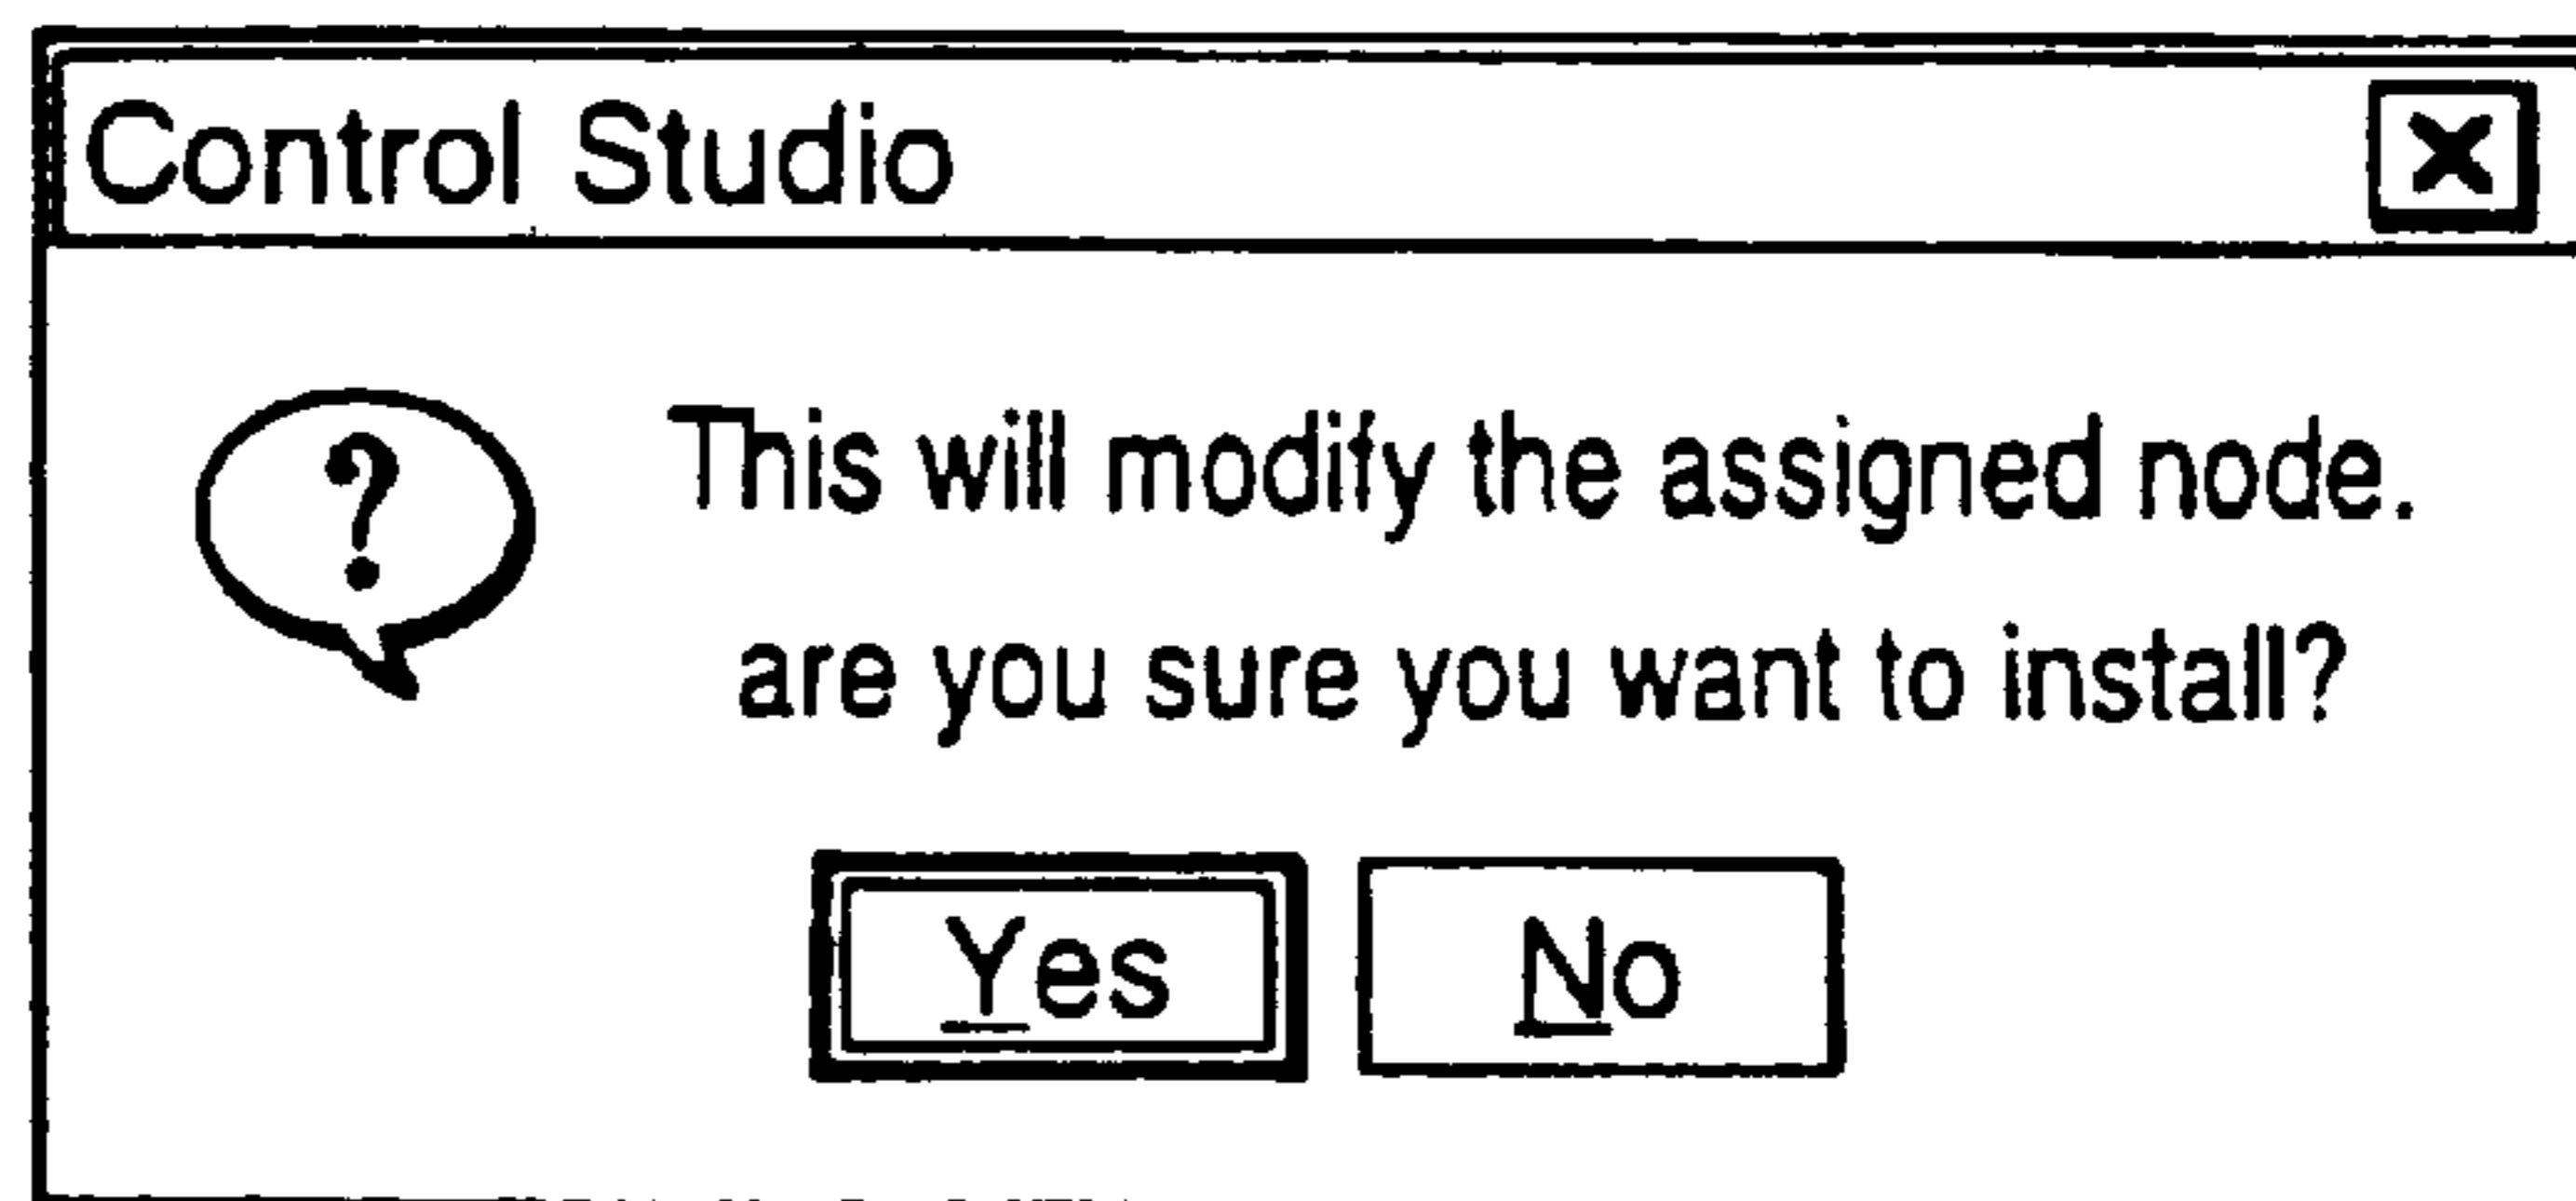 Control Studio
This will modify the assigned node.
are you sure you want to install?
Yes No